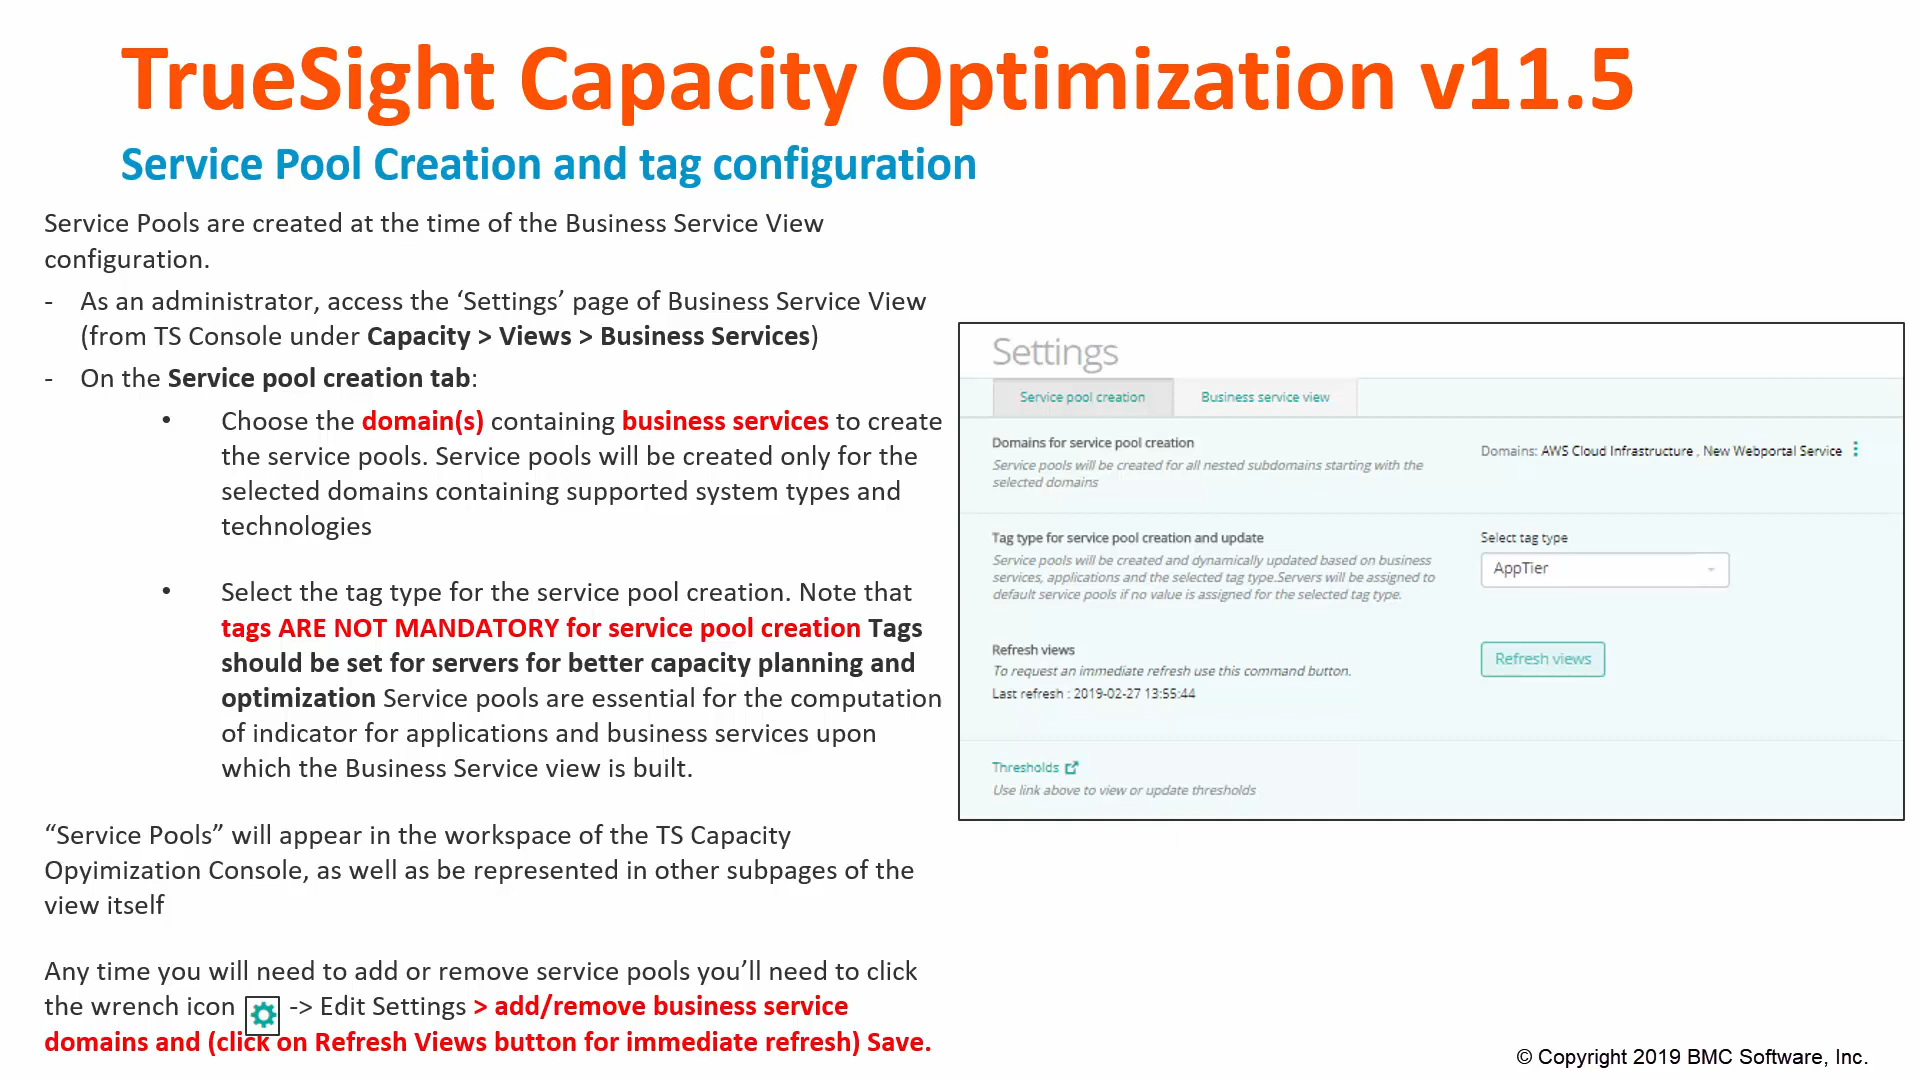 TrueSight Capacity Optimization v11.5
Service Pool Creation and tag configuration
Service Pools are created at the time of the Business Service View
configuration.
- As an administrator, access the ‘Settings’ page of Business Service View
(from TS Console under Capacity > Views > Business Services)
- On the Service pool creation tab:
• Choose the domain(s) containing business services to create
the service pools. Service pools will be created only for the
selected domains containing supported system types and
technologies
• Select the tag type for the service pool creation. Note that
tags ARE NOT MANDATORY for service pool creation Tags
should be set for servers for better capacity planning and
optimization Service pools are essential for the computation
of indicator for applications and business services upon
which the Business Service view is built.
“Service Pools” will appear in the workspace of the TS Capacity
Opyimization Console, as well as be represented in other subpages of the
view itself
Any time you will need to add or remove service pools you’ll need to click
the wrench icon -> Edit Settings > add/remove business service
domains and (click on Refresh Views button for immediate refresh) Save.
Settings
Service pool creation
Business service view
Domains for service pool creation
Service pools will be created for all nested subdomains starting with the
selected domains
Domains: AWS Cloud Infrastructure , New Webportal Service
Tag type for service pool creation and update
Service pools will be created and dynamically updated based on business
services, applications and the selected tag type.Servers will be assigned to
default service pools if no value is assigned for the selected tag type.
Select tag type
AppTier
Refresh views
To request an immediate refresh use this command button.
Last refresh : 2019-02-27 13:55:44
Refresh views
Thresholds
Use link above to view or update thresholds
© Copyright 2019 BMC Software, Inc.